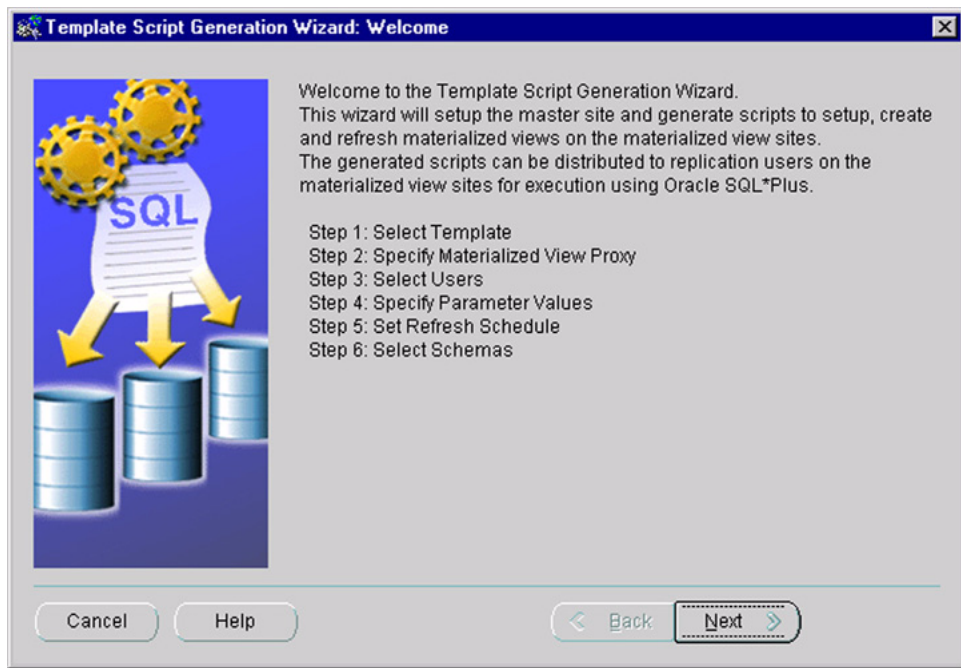 Template Script Generation Wizard: Welcome
Welcome to the Template Script Generation Wizard.
This wizard will setup the master site and generate scripts to setup, create
and refresh materialized views on the materialized view sites.
The generated scripts can be distributed to replication users on the
materialized view sites for execution using Oracle SQL*Plus.
SQL
Step 1: Select Template
Step 2: Specify Materialized View Proxy
Step 3: Select Users
Step 4: Specify Parameter Values
Step 5: Set Refresh Schedule
Step 6: Select Schemas
Cancel
Help
Back
Next